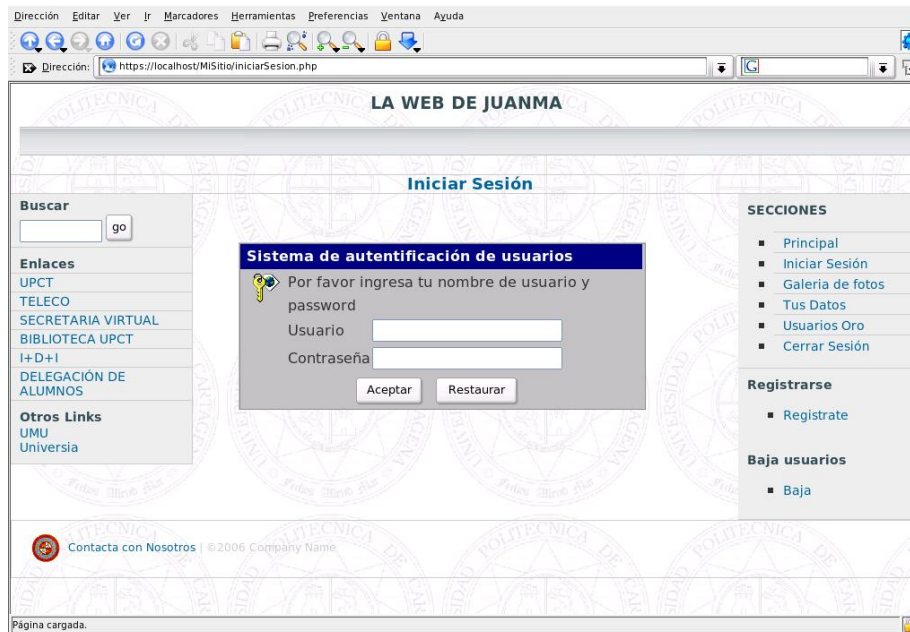 Dirección Editar Ver Ir Marcadores Herramientas Preferencias Ventana Ayuda
Dirección: https://localhost/MiSitio/iniciarSesion.php
LA WEB DE JUANMA
Iniciar Sesión
Buscar
go
Enlaces
UPCT
TELECO
SECRETARIA VIRTUAL
BIBLIOTECA UPCT
I+D+I
DELEGACIÓN DE
ALUMNOS
Otros Links
UMU
Universia
Sistema de autentificación de usuarios
Por favor ingresa tu nombre de usuario y
password
Usuario
Contraseña
Aceptar Restaurar
SECCIONES
Principal
Iniciar Sesión
Galeria de fotos
Tus Datos
Usuarios Oro
Cerrar Sesión
Registrarse
Registrate
Baja usuarios
Baja
Contacta con Nosotros | ©2006 Company Name
Página cargada.